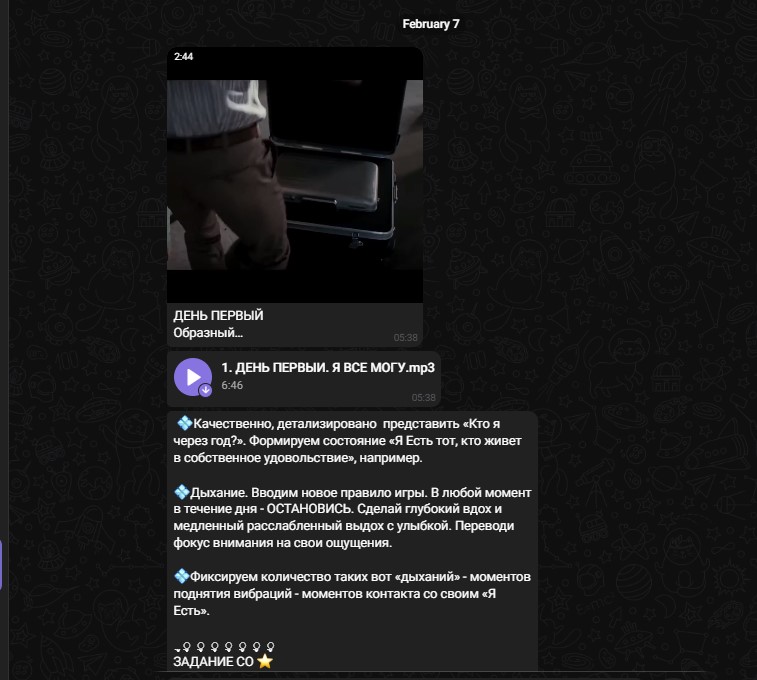 February 7
2:44
ДЕНЬ ПЕРВЫЙ
Образный...
05:38
1. ДЕНЬ ПЕРВЫЙ. Я ВСЕ МОГУ.mp3
6:46
05:38
💠Качественно, детализировано представить «Кто я
через год?». Формируем состояние «Я Есть тот, кто живет
в собственное удовольствие», например.
💠Дыхание. Вводим новое правило игры. В любой момент
в течение дня - ОСТАНОВИСЬ. Сделай глубокий вдох и
медленный расслабленный выдох с улыбкой. Переводи
фокус внимания на свои ощущения.
💠Фиксируем количество таких вот «дыханий» - моментов
поднятия вибраций - моментов контакта со своим «Я
Есть».
ЗАДАНИЕ СО ⭐